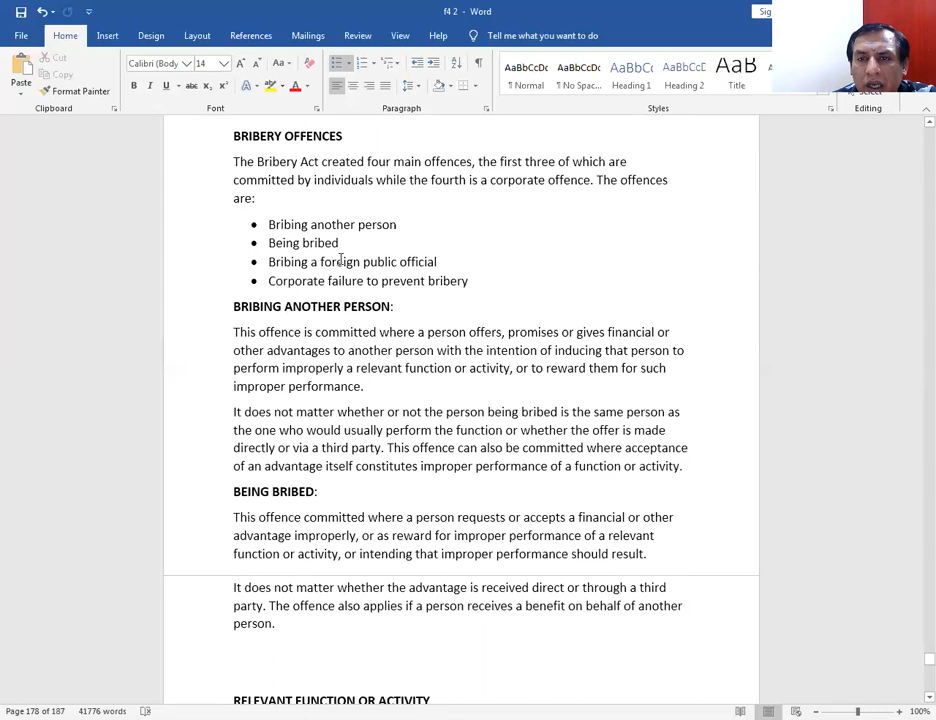 f4 2 - Word
Sig
File Home Insert Design Layout References Mailings Review View Help Tell me what you want to do
Cut
Copy
Format Painter
Paste
Calibri (Body 14
Clipboard
Font
Paragraph
AaBbCcDc AaBbCcDc AaBbCc AaBbCcD AaB
¶ Normal ¶ No Spac... Heading 1 Heading 2 Title
Styles
Editing
BRIBERY OFFENCES
The Bribery Act created four main offences, the first three of which are
committed by individuals while the fourth is a corporate offence. The offences
are:
• Bribing another person
• Being bribed
• Bribing a foreign public official
• Corporate failure to prevent bribery
BRIBING ANOTHER PERSON:
This offence is committed where a person offers, promises or gives financial or
other advantages to another person with the intention of inducing that person to
perform improperly a relevant function or activity, or to reward them for such
improper performance.
It does not matter whether or not the person being bribed is the same person as
the one who would usually perform the function or whether the offer is made
directly or via a third party. This offence can also be committed where acceptance
of an advantage itself constitutes improper performance of a function or activity.
BEING BRIBED:
This offence committed where a person requests or accepts a financial or other
advantage improperly, or as reward for improper performance of a relevant
function or activity, or intending that improper performance should result.
It does not matter whether the advantage is received direct or through a third
party. The offence also applies if a person receives a benefit on behalf of another
person.
RELEVANT FUNCTION OR ACTIVITY
Page 178 of 187 41776 words
100%